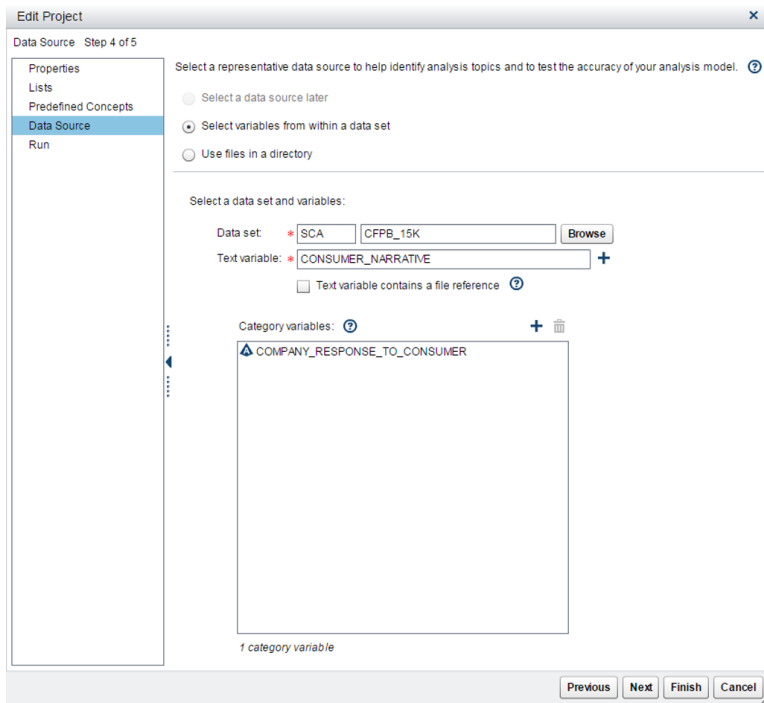 Edit Project
Data Source Step 4 of 5
Properties
Lists
Predefined Concepts
Data Source
Run
Select a representative data source to help identify analysis topics and to test the accuracy of your analysis model.
Select a data source later
Select variables from within a data set
Use files in a directory
Select a data set and variables:
Data set: * SCA CFPB_15K Browse
Text variable: * CONSUMER_NARRATIVE
Text variable contains a file reference
Category variables:
COMPANY_RESPONSE_TO_CONSUMER
1 category variable
Previous Next Finish Cancel